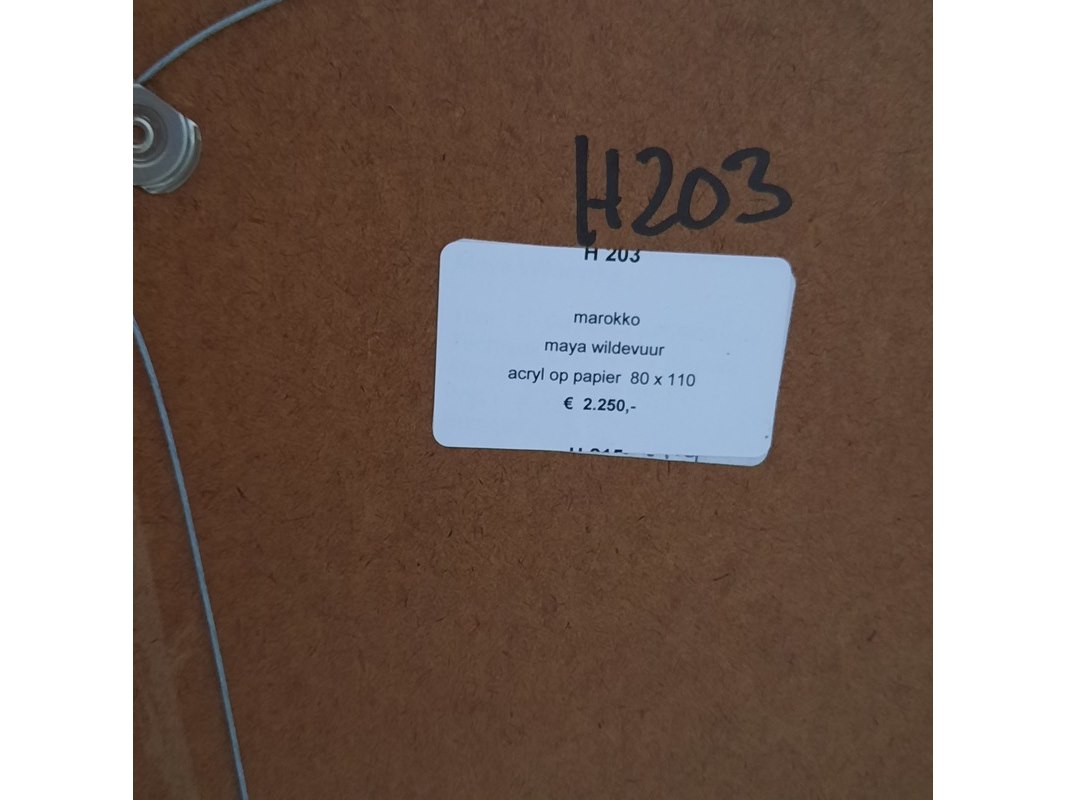 H203
H 203
marokko
maya wildevuur
acryl op papier 80 x 110
€ 2.250,-